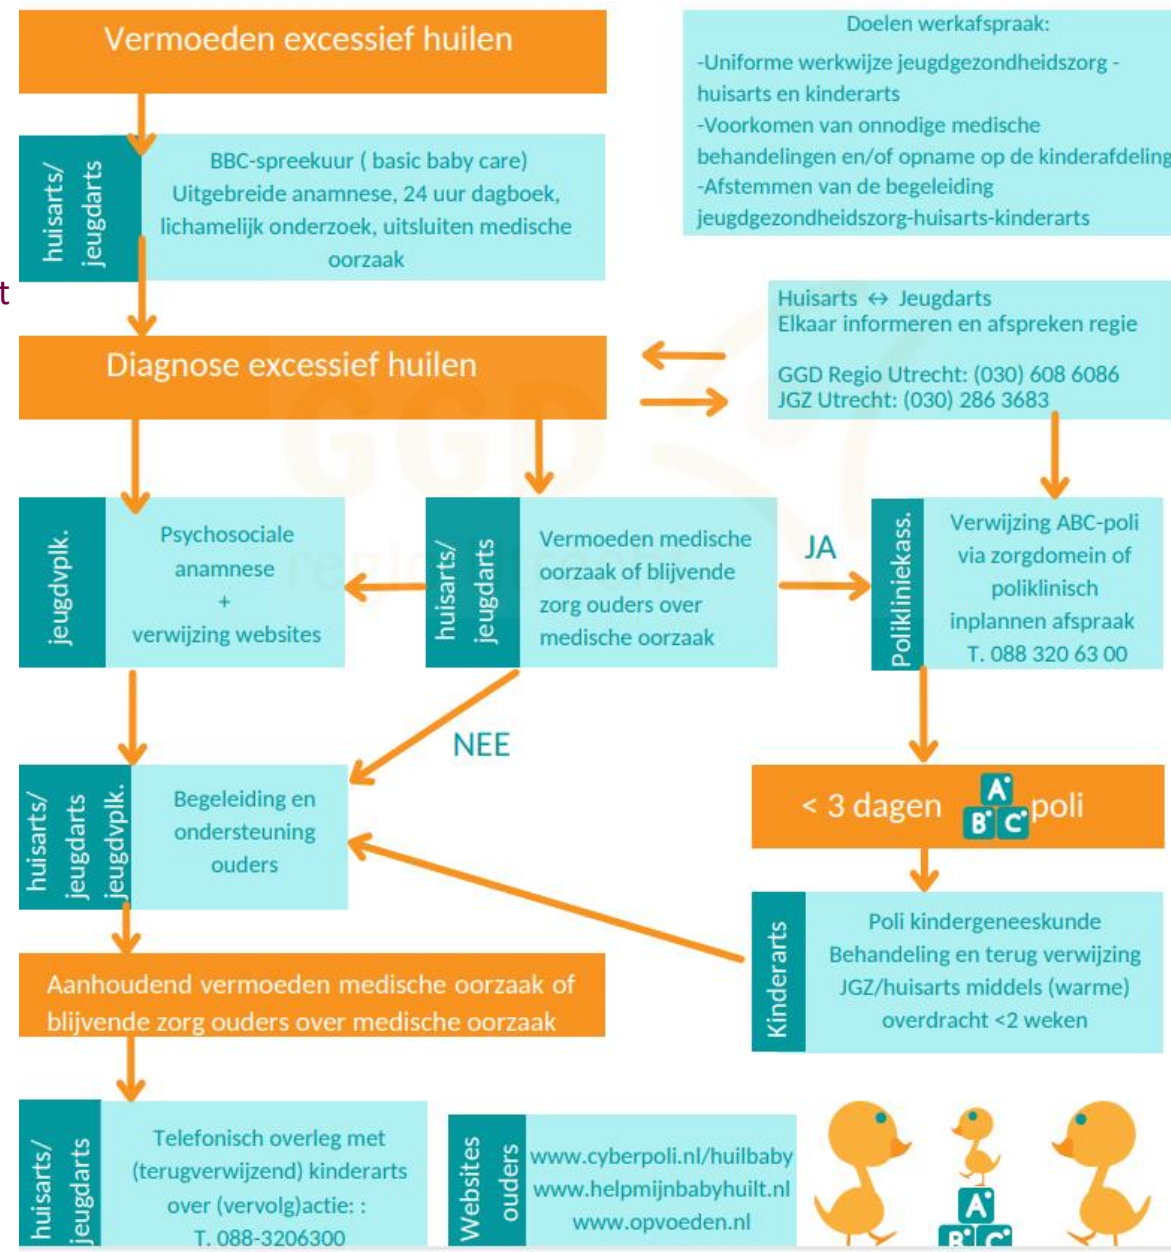 Vermoeden excessief huilen
Doelen werkafspraak:
-Uniforme werkwijze jeugdgezondheidszorg -
huisarts en kinderarts
-Voorkomen van onnodige medische
behandelingen en/of opname op de kinderafdeling
-Afstemmen van de begeleiding
jeugdgezondheidszorg-huisarts-kinderarts
huisarts/
jeugdarts
BBC-spreekuur ( basic baby care)
Uitgebreide anamnese, 24 uur dagboek,
lichamelijk onderzoek, uitsluiten medische
oorzaak
t
Huisarts ↔ Jeugdarts
Elkaar informeren en afspreken regie
GGD Regio Utrecht: (030) 608 6086
JGZ Utrecht: (030) 286 3683
Diagnose excessief huilen
GGD
jeugdvplk.
Psychosociale
anamnese
+
verwijzing websites
huisarts/
jeugdarts
Vermoeden medische
oorzaak of blijvende
zorg ouders over
medische oorzaak
JA
Polikliniekass.
Verwijzing ABC-poli
via zorgdomein of
poliklinisch
inplannen afspraak
T. 088 320 63 00
NEE
huisarts/
jeugdarts
jeugdvplk.
Begeleiding en
ondersteuning
ouders
< 3 dagen
A
B C
poli
Kinderarts
Poli kindergeneeskunde
Behandeling en terug verwijzing
JGZ/huisarts middels (warme)
overdracht <2 weken
Aanhoudend vermoeden medische oorzaak of
blijvende zorg ouders over medische oorzaak
huisarts/
jeugdarts
Telefonisch overleg met
(terugverwijzend) kinderarts
over (vervolg)actie: :
T. 088-3206300
Websites
ouders
www.cyberpoli.nl/huilbaby
www.helpmijnbabyhuilt.nl
www.opvoeden.nl
A
B C